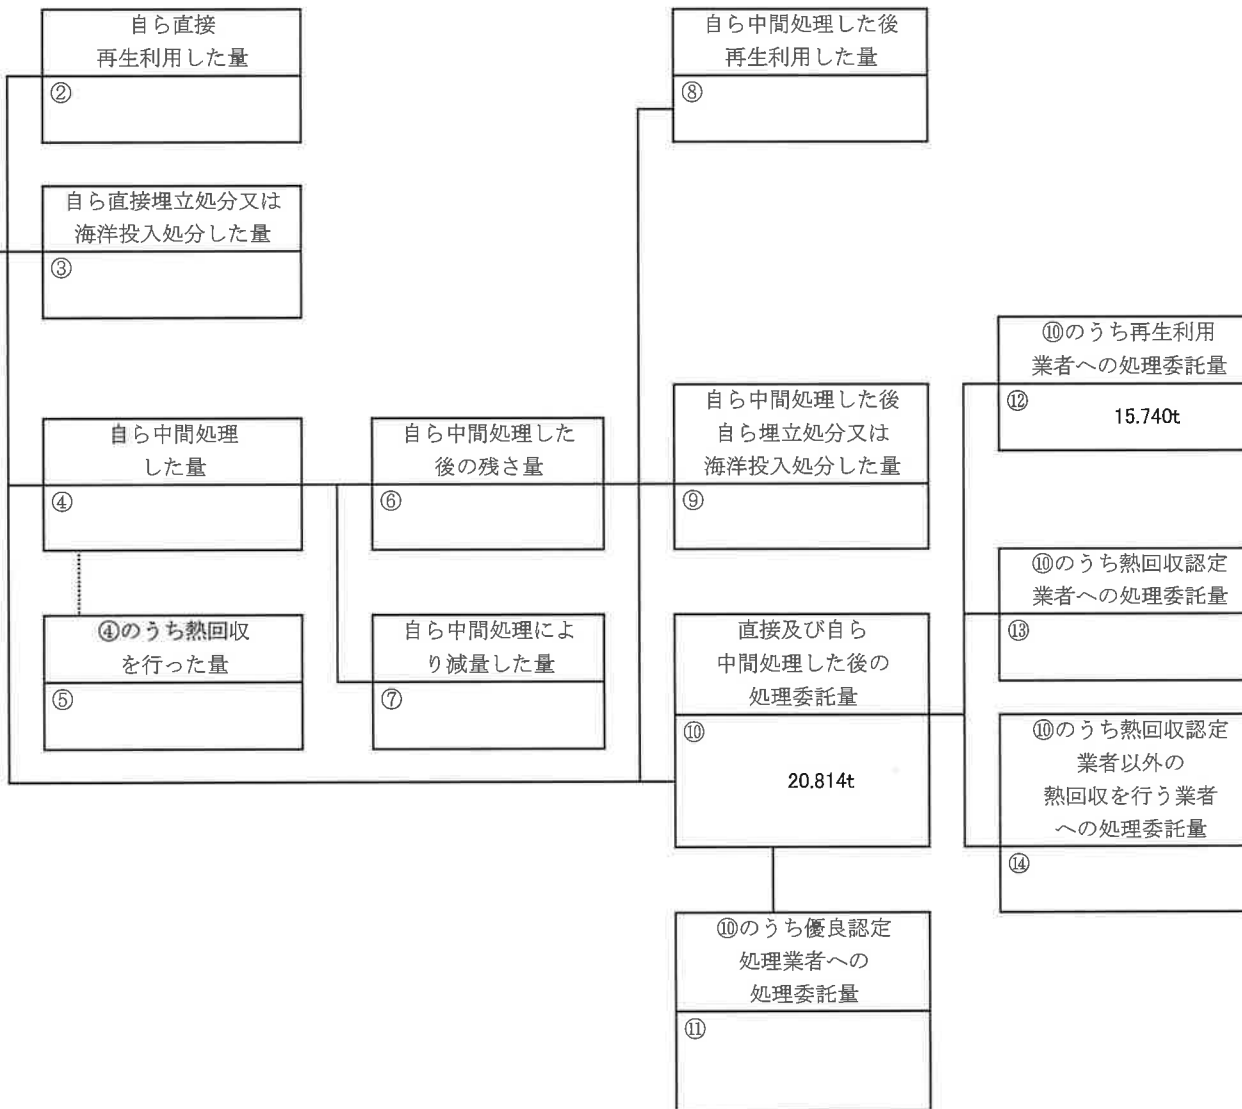 自ら直接
再生利用した量
②
自ら直接埋立処分又は
海洋投入処分した量
③
自ら中間処理
した量
④
④のうち熱回収
を行った量
⑤
自ら中間処理した
後の残さ量
⑥
自ら中間処理によ
り減量した量
⑦
自ら中間処理した後
再生利用した量
⑧
自ら中間処理した後
自ら埋立処分又は
海洋投入処分した量
⑨
直接及び自ら
中間処理した後の
処理委託量
⑩
20.814t
⑩のうち優良認定
処理業者への
処理委託量
⑪
⑩のうち再生利用
業者への処理委託量
⑫
15.740t
⑩のうち熱回収認定
業者への処理委託量
⑬
⑩のうち熱回収認定
業者以外の
熱回収を行う業者
への処理委託量
⑭